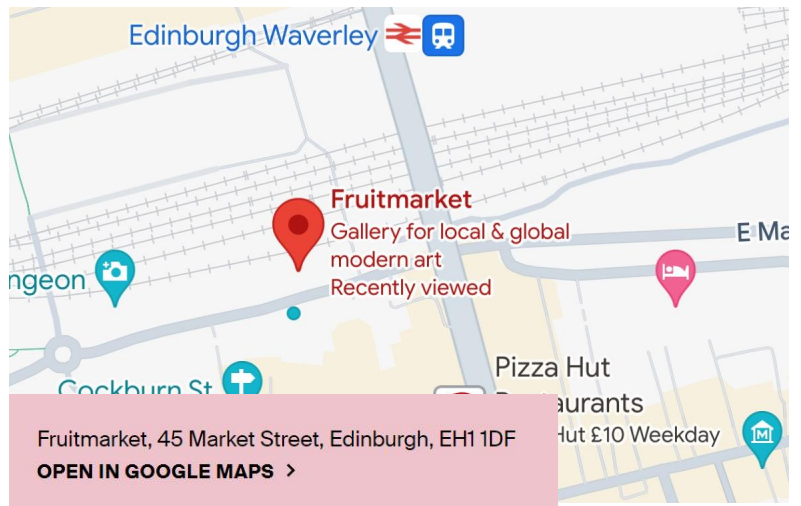 Edinburgh Waverley
Fruitmarket
Gallery for local & global
modern art
Recently viewed
E Ma
ngeon
Pizza Hut
Cockburn St
aurants
Hut £10 Weekday
Fruitmarket, 45 Market Street, Edinburgh, EH1 1DF
OPEN IN GOOGLE MAPS >